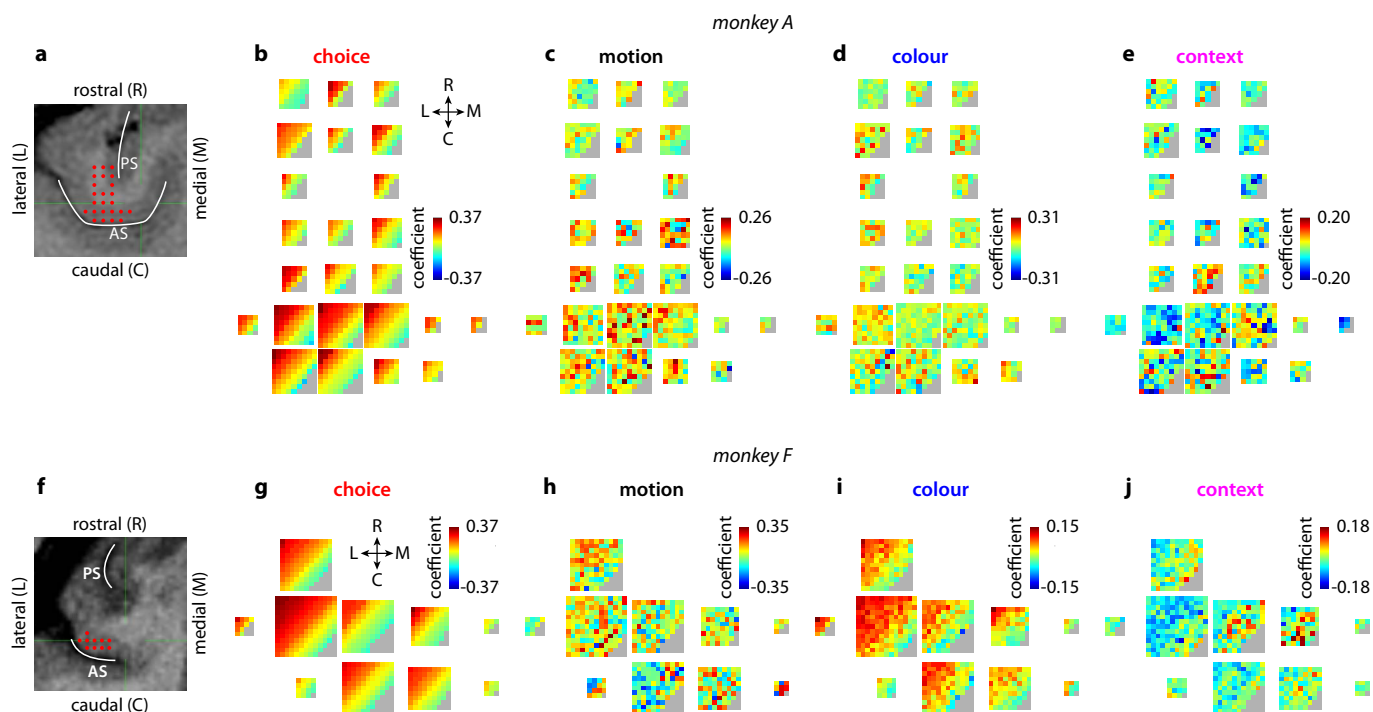 monkey A
a
b choice
c motion
d colour
e context
rostral (R)
lateral (L)
medial (M)
PS
AS
caudal (C)
R
L M
C
coefficient
0.37
-0.37
coefficient
0.26
-0.26
coefficient
0.31
-0.31
coefficient
0.20
-0.20
monkey F
f
g choice
h motion
i colour
j context
rostral (R)
lateral (L)
medial (M)
PS
AS
caudal (C)
R
L M
C
coefficient
0.37
-0.37
coefficient
0.35
-0.35
coefficient
0.15
-0.15
coefficient
0.18
-0.18